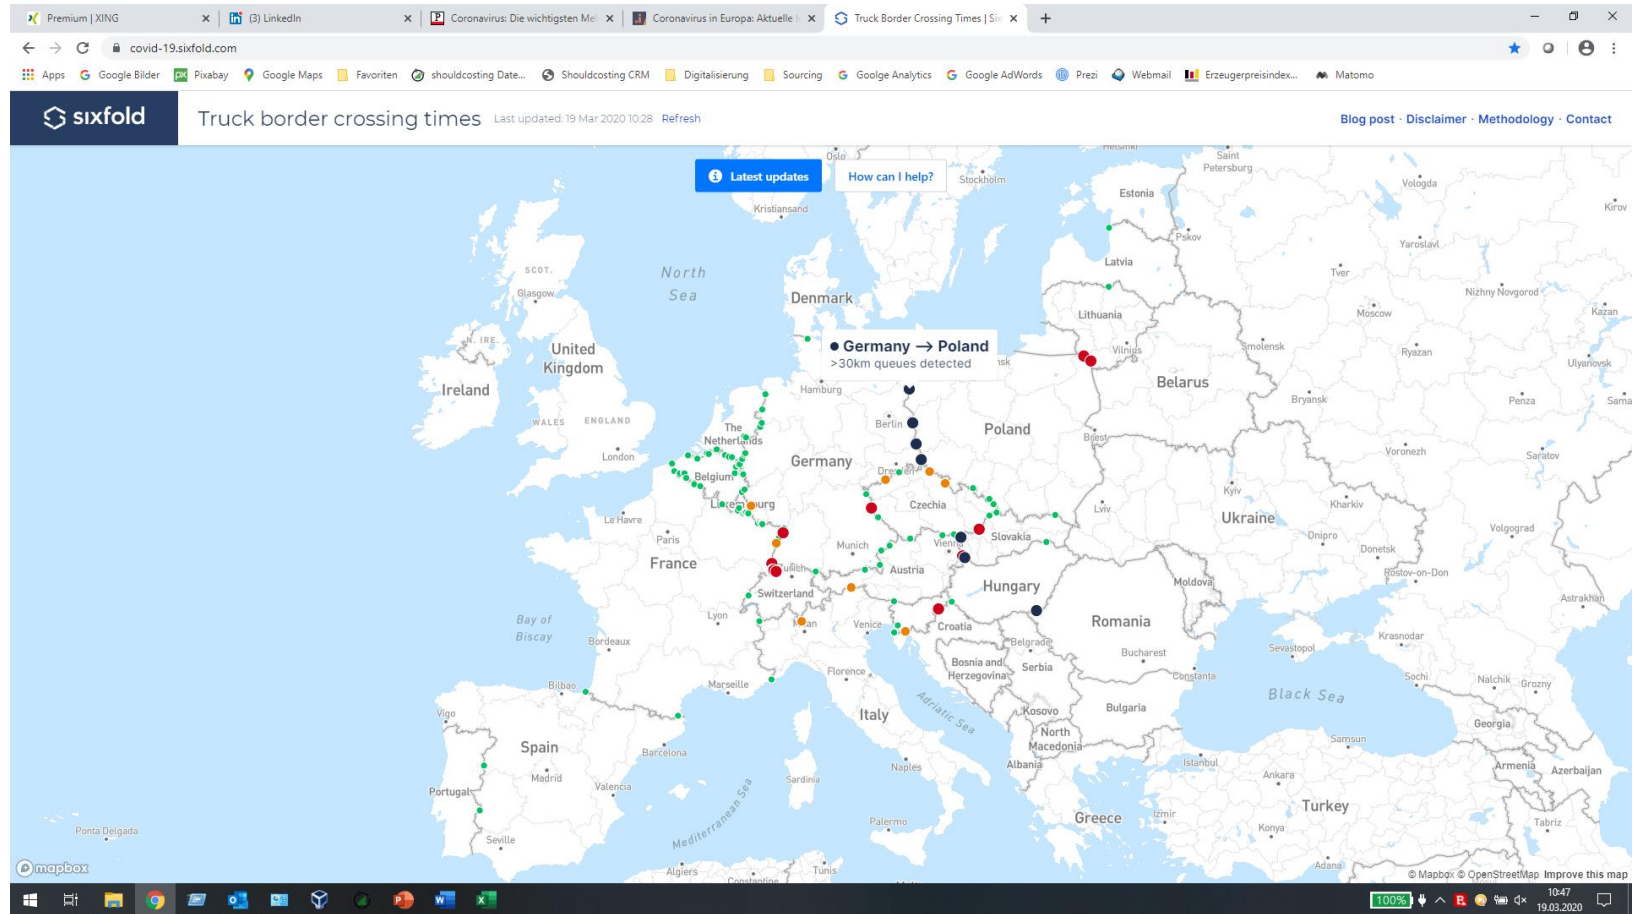 Premium | XING
(3) LinkedIn
Coronavirus: Die wichtigsten Me
Coronavirus in Europa: Aktuelle
Truck Border Crossing Times | Six
covid-19.sixfold.com
Apps
Google Bilder
Pixabay
Google Maps
Favoriten
shouldcosting Date...
Shouldcosting CRM
Digitalisierung
Sourcing
Goolge Analytics
Google AdWords
Prezi
Webmail
Erzeugerpreisindex...
Matomo
sixfold
Truck border crossing times
Last updated: 19 Mar 2020 10:28
Refresh
Blog post · Disclaimer · Methodology · Contact
Latest updates
How can I help?
Oslo
Stockholm
Helsinki
Saint
Petersburg
Vologda
Kirov
Kristiansand
Estonia
Pskov
Yaroslavl
Latvia
Tver
Nizhny Novgorod
Kazan
SCOT.
Glasgow
North
Sea
Denmark
Lithuania
Moscow
Vilnius
Smolensk
Ryazan
Ulyanovsk
N. IRE.
United
Kingdom
Germany → Poland
>30km queues detected
Ireland
Hamburg
Belarus
Bryansk
Penza
Sama
WALES
ENGLAND
The
Netherlands
Berlin
Poland
Brest
London
Belgium
Germany
Dresden
Voronezh
Saratov
Luxembourg
Czechia
Lviv
Kyiv
Kharkiv
Ukraine
Le Havre
Paris
Munich
Vienna
Slovakia
Dnipro
Donetsk
Volgograd
France
Zurich
Austria
Rostov-on-Don
Switzerland
Hungary
Moldova
Astrakhan
Bay of
Biscay
Lyon
Milan
Venice
Croatia
Romania
Bordeaux
Belgrade
Bucharest
Sevastopol
Krasnodar
Bosnia and
Herzegovina
Serbia
Constanța
Sochi
Nalchik
Grozny
Bilbao
Marseille
Florence
Adriatic Sea
Black Sea
Vigo
Italy
Kosovo
Bulgaria
Georgia
Spain
Barcelona
North
Macedonia
Samsun
Madrid
Naples
Albania
Istanbul
Ankara
Armenia
Azerbaijan
Portugal
Valencia
Sardinia
Mediterranean Sea
Turkey
Ponta Delgada
Palermo
Greece
Izmir
Konya
Tabriz
Seville
Adana
mapbox
Algiers
Constantine
Tunis
© Mapbox © OpenStreetMap Improve this map
100%
10:47
19.03.2020